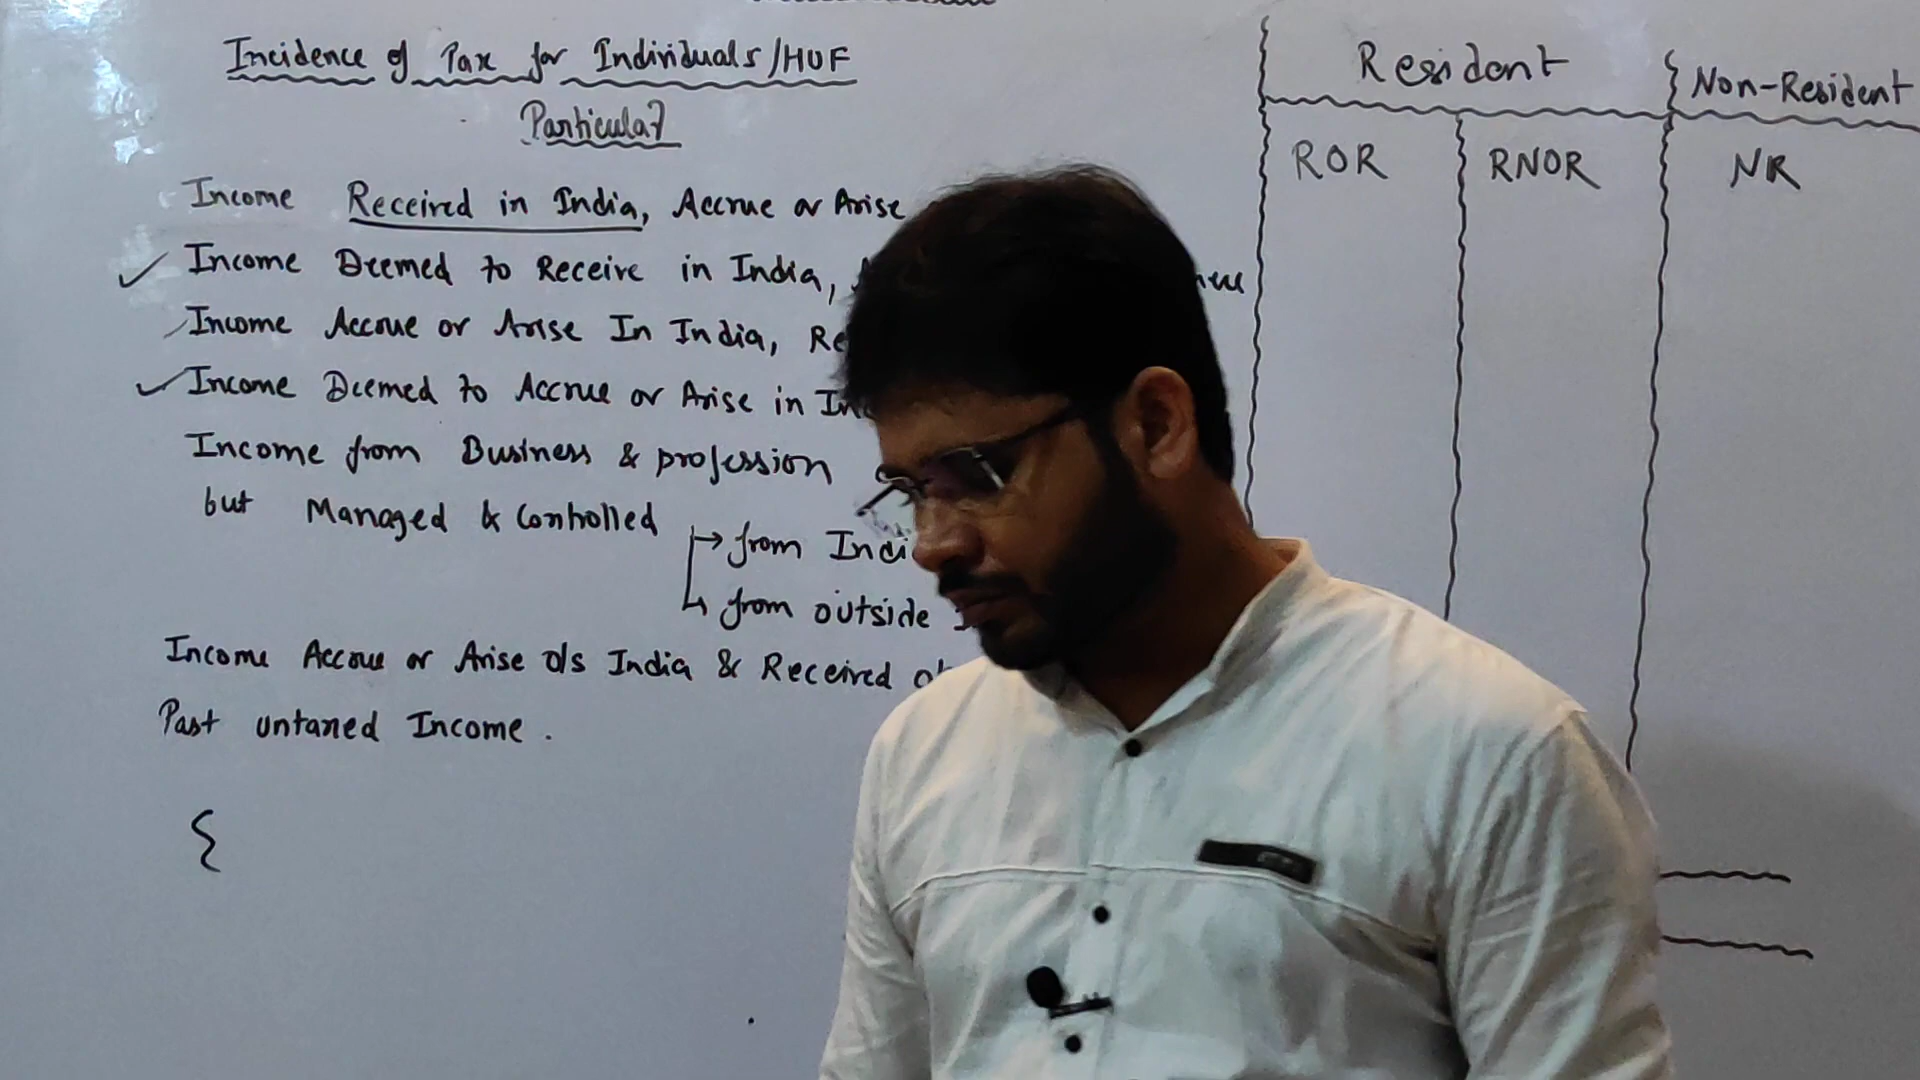 Incidence of Tax for Individuals/HUF
Particular
Resident
Non-Resident
ROR
RNOR
NR
Income Received in India, Accrue or Arise
Income Deemed to Receive in India,
Income Accrue or Arise In India,
Income Deemed to Accrue or Arise in
Income from Business & profession
but Managed & Controlled
from
from outside
Income Accrue or Arise o/s India & Received
Past untaxed Income.